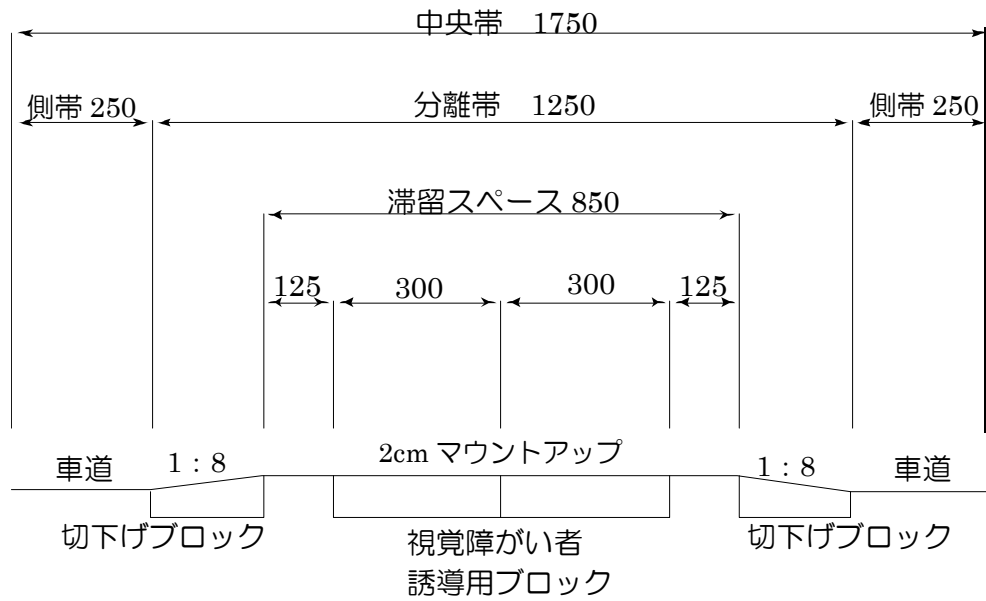 中央帯　1750
側帯 250
分離帯　1250
側帯 250
滞留スペース 850
125
300
300
125
車道
1：8
2cm マウントアップ
1：8
車道
切下げブロック
視覚障がい者
誘導用ブロック
切下げブロック